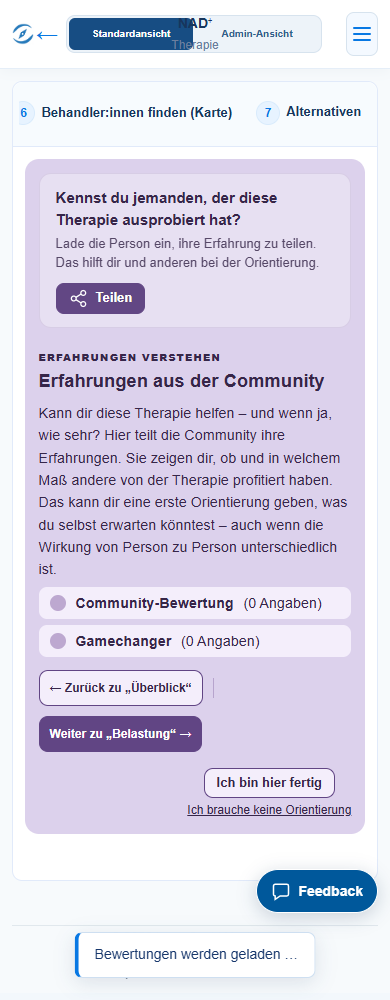 ←
Standardansicht
NAD⁺
Therapie
Admin-Ansicht
6 Behandler:innen finden (Karte)
7 Alternativen
Kennst du jemanden, der diese
Therapie ausprobiert hat?
Lade die Person ein, ihre Erfahrung zu teilen.
Das hilft dir und anderen bei der Orientierung.
Teilen
ERFAHRUNGEN VERSTEHEN
Erfahrungen aus der Community
Kann dir diese Therapie helfen – und wenn ja,
wie sehr? Hier teilt die Community ihre
Erfahrungen. Sie zeigen dir, ob und in welchem
Maß andere von der Therapie profitiert haben.
Das kann dir eine erste Orientierung geben, was
du selbst erwarten könntest – auch wenn die
Wirkung von Person zu Person unterschiedlich
ist.
Community-Bewertung (0 Angaben)
Gamechanger (0 Angaben)
← Zurück zu „Überblick“
Weiter zu „Belastung“ →
Ich bin hier fertig
Ich brauche keine Orientierung
Feedback
Bewertungen werden geladen …